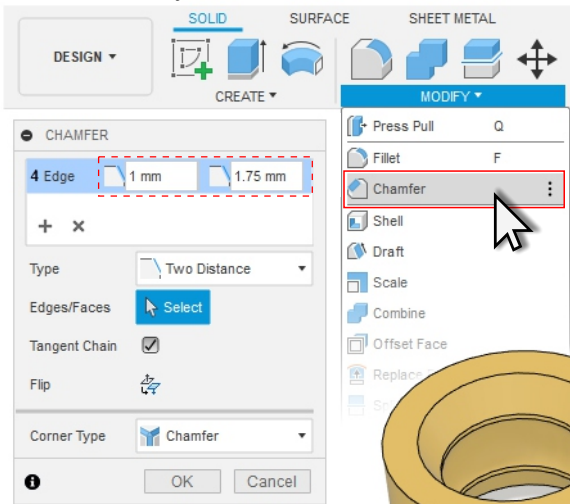 SOLID SURFACE SHEET METAL
DESIGN ▾
CREATE ▾
MODIFY ▾
CHAMFER
4 Edge 1 mm 1.75 mm
+ ×
Type Two Distance
Edges/Faces Select
Tangent Chain
Flip
Corner Type Chamfer
OK Cancel
Press Pull Q
Fillet F
Chamfer
Shell
Draft
Scale
Combine
Offset Face
Replace